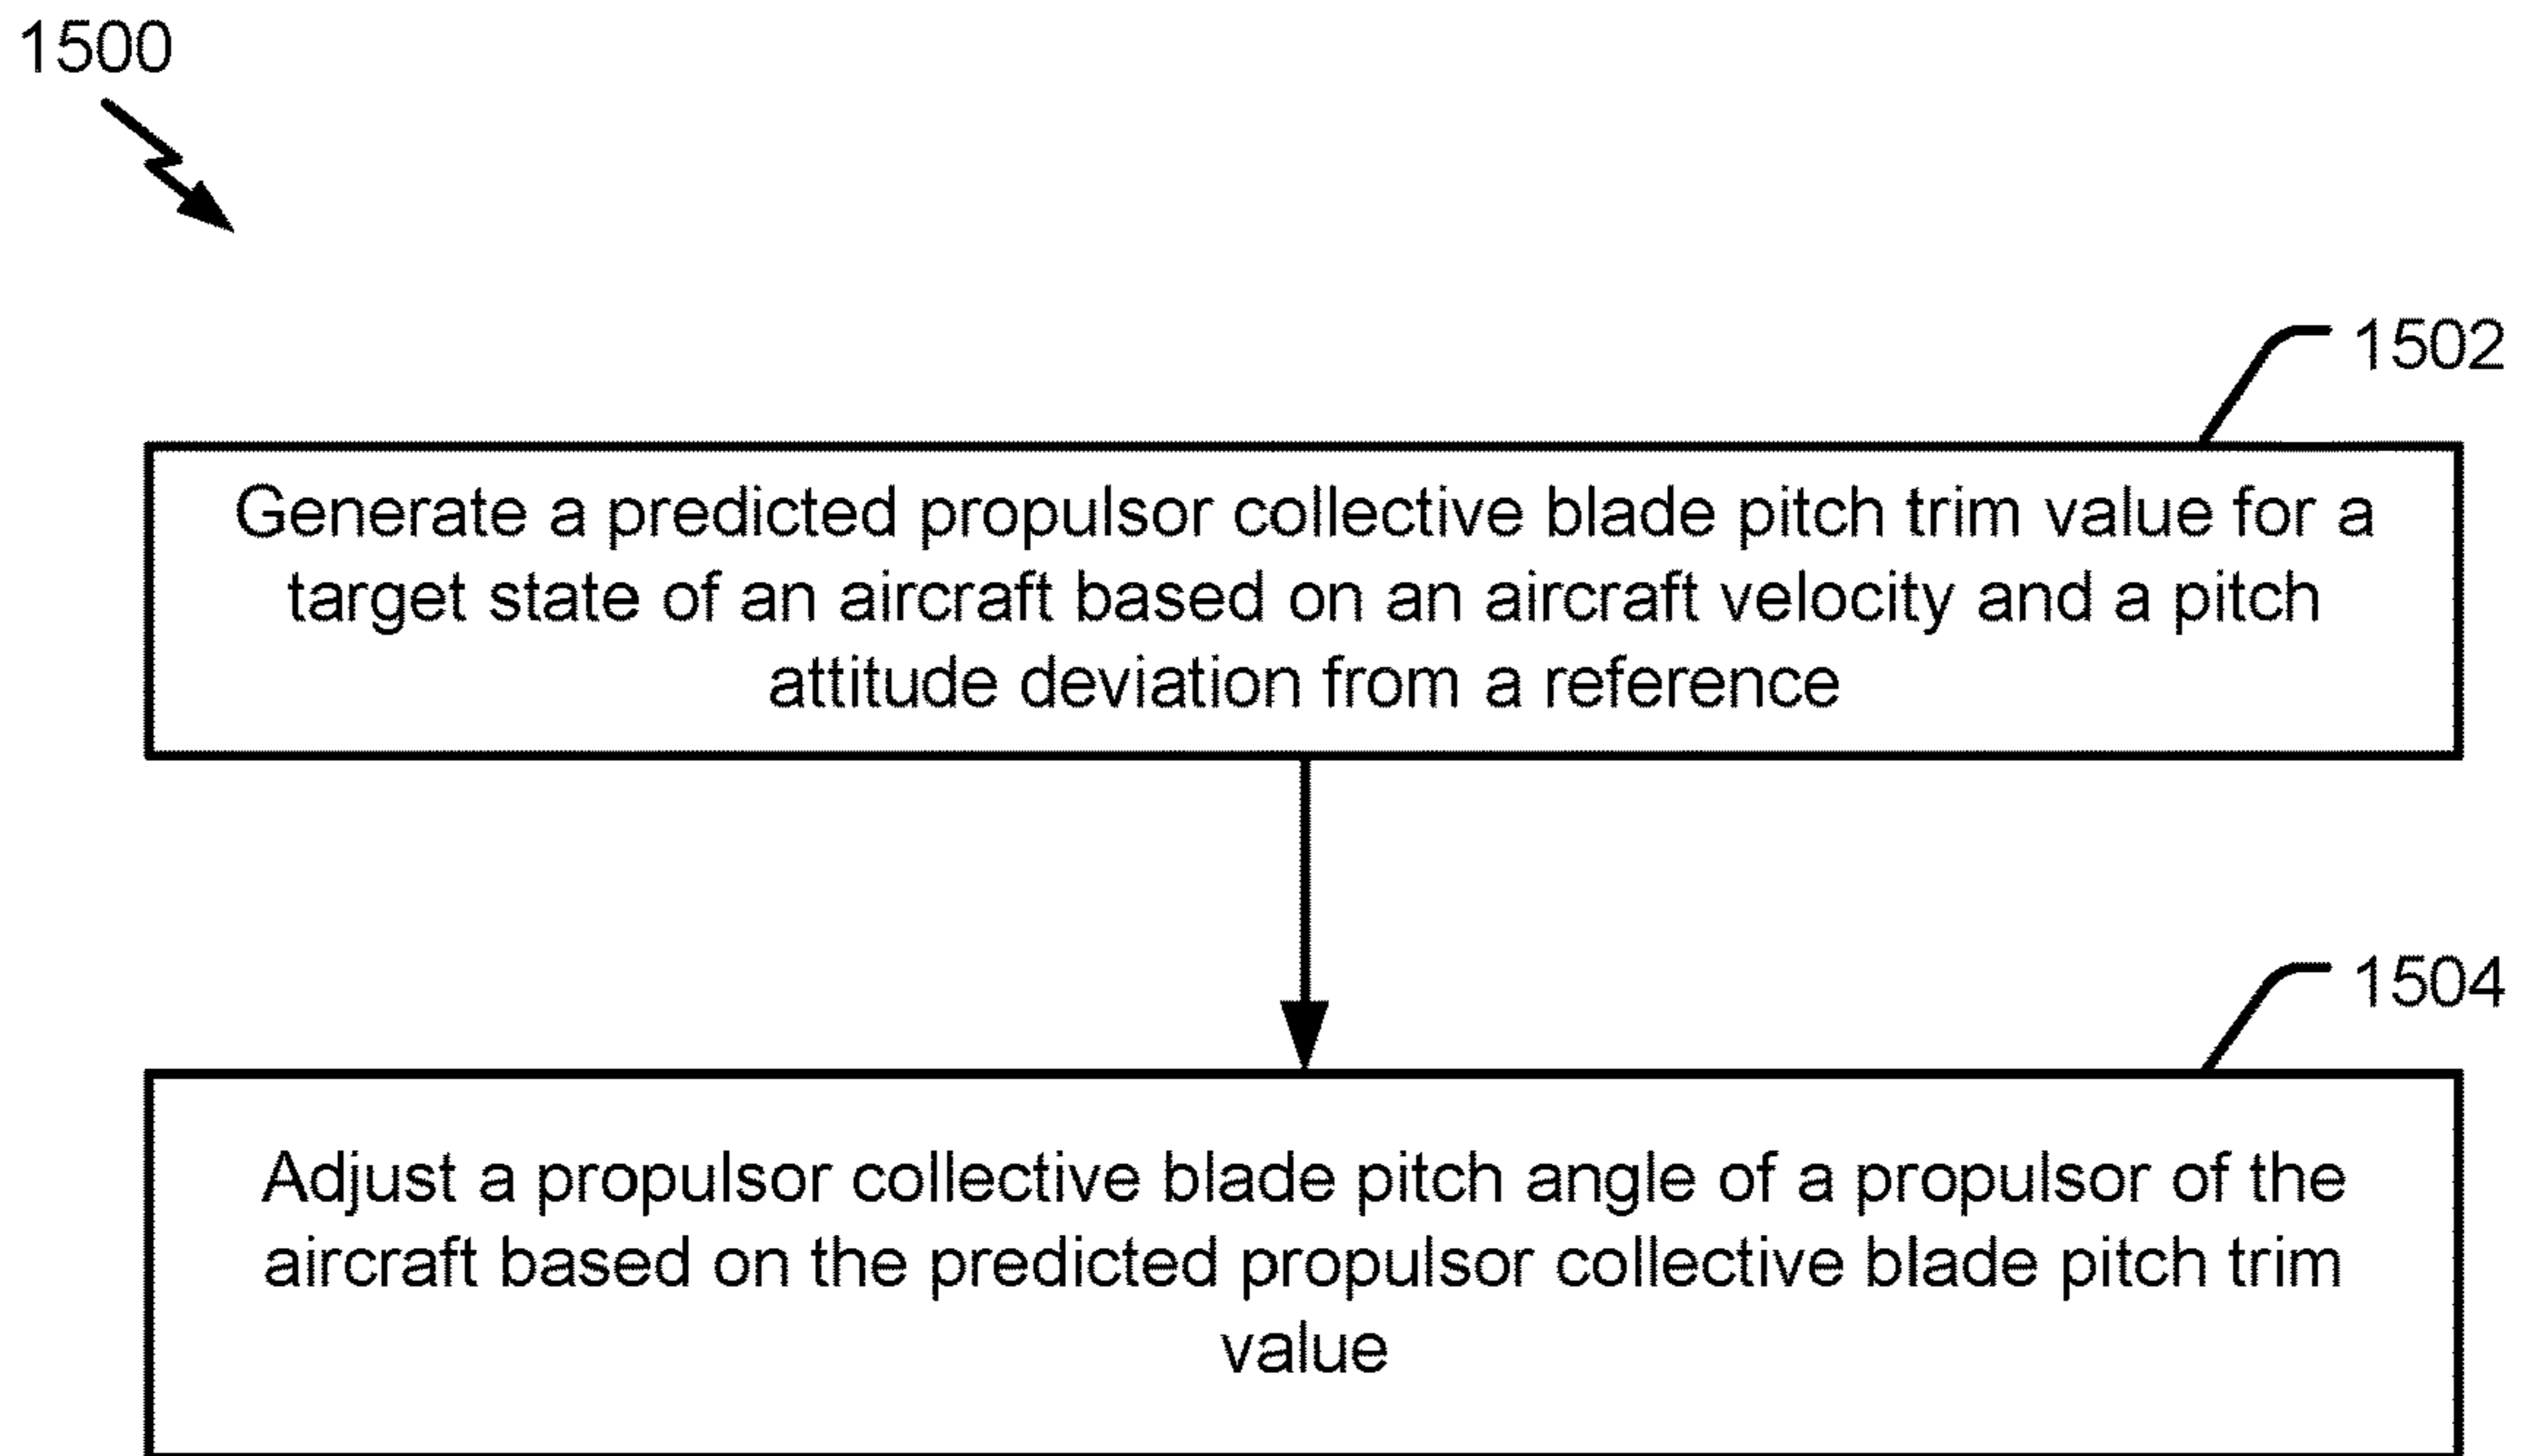 1500
1502
Generate a predicted propulsor collective blade pitch trim value for a
target state of an aircraft based on an aircraft velocity and a pitch
attitude deviation from a reference
1504
Adjust a propulsor collective blade pitch angle of a propulsor of the
aircraft based on the predicted propulsor collective blade pitch trim
value